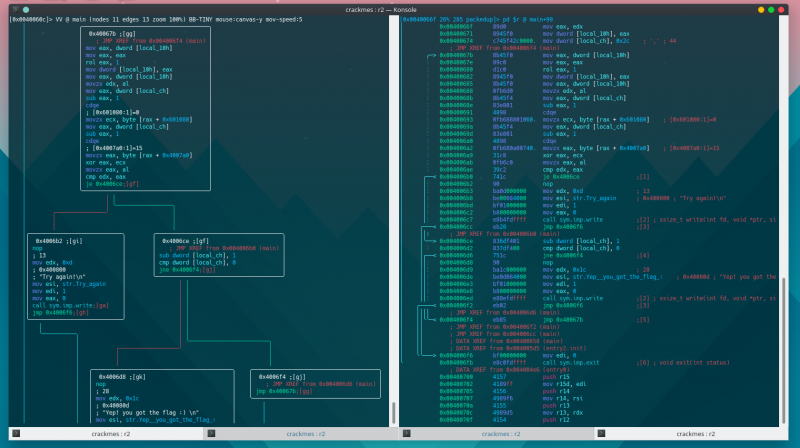 crackmes : r2 — Konsole
[0x0040060c]> VV @ main (nodes 11 edges 13 zoom 100%) BB-TINY mouse:canvas-y mov-speed:5
0x40067b ;[gg]
; JMP XREF from 0x004006f4 (main)
mov eax, dword [local_10h]
mov eax, eax
rol eax, 1
mov dword [local_10h], eax
mov eax, dword [local_10h]
movzx edx, al
mov eax, dword [local_ch]
sub eax, 1
cdqe
; [0x601080:1]=0
movzx ecx, byte [rax + 0x601080]
mov eax, dword [local_ch]
sub eax, 1
cdqe
; [0x4007a0:1]=15
movzx eax, byte [rax + 0x4007a0]
xor eax, ecx
movzx eax, al
cmp edx, eax
je 0x4006ce;[gf]
0x4006b2 ;[gi]
nop
; 13
mov edx, 0xd
; 0x400800
; "Try again!\n"
mov esi, str.Try_again
mov edi, 1
mov eax, 0
call sym.imp.write;[ga]
jmp 0x4006f6;[gh]
0x4006ce ;[gf]
; JMP XREF from 0x004006b0 (main)
sub dword [local_ch], 1
cmp dword [local_ch], 0
jne 0x4006f4;[gj]
0x4006d8 ;[gk]
nop
; 28
mov edx, 0x1c
; 0x40080d
; "Yep! you got the flag :) \n"
mov esi, str.Yep__you_got_the_flag_:
0x4006f4 ;[gj]
; JMP XREF from 0x004006d6 (main)
jmp 0x40067b;[gg]
[0x0040066f 26% 285 packedup]> pd $r @ main+99
0x0040066f 89d0 mov eax, edx
0x00400671 8945f0 mov dword [local_10h], eax
0x00400674 c745f42c0000. mov dword [local_ch], 0x2c ; ',' ; 44
; JMP XREF from 0x004006f4 (main)
0x0040067b 8b45f0 mov eax, dword [local_10h]
0x0040067e 89c0 mov eax, eax
0x00400680 d1c0 rol eax, 1
0x00400682 8945f0 mov dword [local_10h], eax
0x00400685 8b45f0 mov eax, dword [local_10h]
0x00400688 0fb6d0 movzx edx, al
0x0040068b 8b45f4 mov eax, dword [local_ch]
0x0040068e 83e801 sub eax, 1
0x00400691 4898 cdqe
0x00400693 0fb688801060. movzx ecx, byte [rax + 0x601080] ; [0x601080:1]=0
0x0040069a 8b45f4 mov eax, dword [local_ch]
0x0040069d 83e801 sub eax, 1
0x004006a0 4898 cdqe
0x004006a2 0fb680a00740. movzx eax, byte [rax + 0x4007a0] ; [0x4007a0:1]=15
0x004006a9 31c8 xor eax, ecx
0x004006ab 0fb6c0 movzx eax, al
0x004006ae 39c2 cmp edx, eax
0x004006b0 741c je 0x4006ce ;[1]
0x004006b2 90 nop
0x004006b3 ba0d000000 mov edx, 0xd ; 13
0x004006b8 be00084000 mov esi, str.Try_again ; 0x400800 ; "Try again!\n"
0x004006bd bf01000000 mov edi, 1
0x004006c2 b800000000 mov eax, 0
0x004006c7 call sym.imp.write ;[2] ; ssize_t write(int fd, void *ptr, si
0x004006cc eb28 jmp 0x4006f6 ;[3]
; JMP XREF from 0x004006b0 (main)
0x004006ce 836df401 sub dword [local_ch], 1
0x004006d2 837df400 cmp dword [local_ch], 0
0x004006d6 751c jne 0x4006f4 ;[4]
0x004006d8 90 nop
0x004006d9 ba1c000000 mov edx, 0x1c ; 28
0x004006de be0d084000 mov esi, str.Yep__you_got_the_flag_: ; 0x40080d ; "Yep! you got the
0x004006e3 bf01000000 mov edi, 1
0x004006e8 b800000000 mov eax, 0
0x004006ed call sym.imp.write ;[2] ; ssize_t write(int fd, void *ptr, si
0x004006f2 eb02 jmp 0x4006f6 ;[3]
; JMP XREF from 0x004006d6 (main)
0x004006f4 eb85 jmp 0x40067b ;[5]
; JMP XREF from 0x004006f2 (main)
; JMP XREF from 0x004006cc (main)
; DATA XREF from (main)
; DATA XREF from 0x004005d5 (entry2.init)
0x004006f6 bf00000000 mov edi, 0
0x004006fb call sym.imp.exit ;[6] ; void exit(int status)
; DATA XREF from (entry0)
0x00400700 4157 push r15
0x00400702 4189ff mov r15d, edi
0x00400705 4156 push r14
0x00400707 4989f6 mov r14, rsi
0x0040070a 4155 push r13
0x0040070c 4989d5 mov r13, rdx
0x0040070f 4154 push r12
crackmes : r2
crackmes : r2
crackmes : r2
crackmes : r2